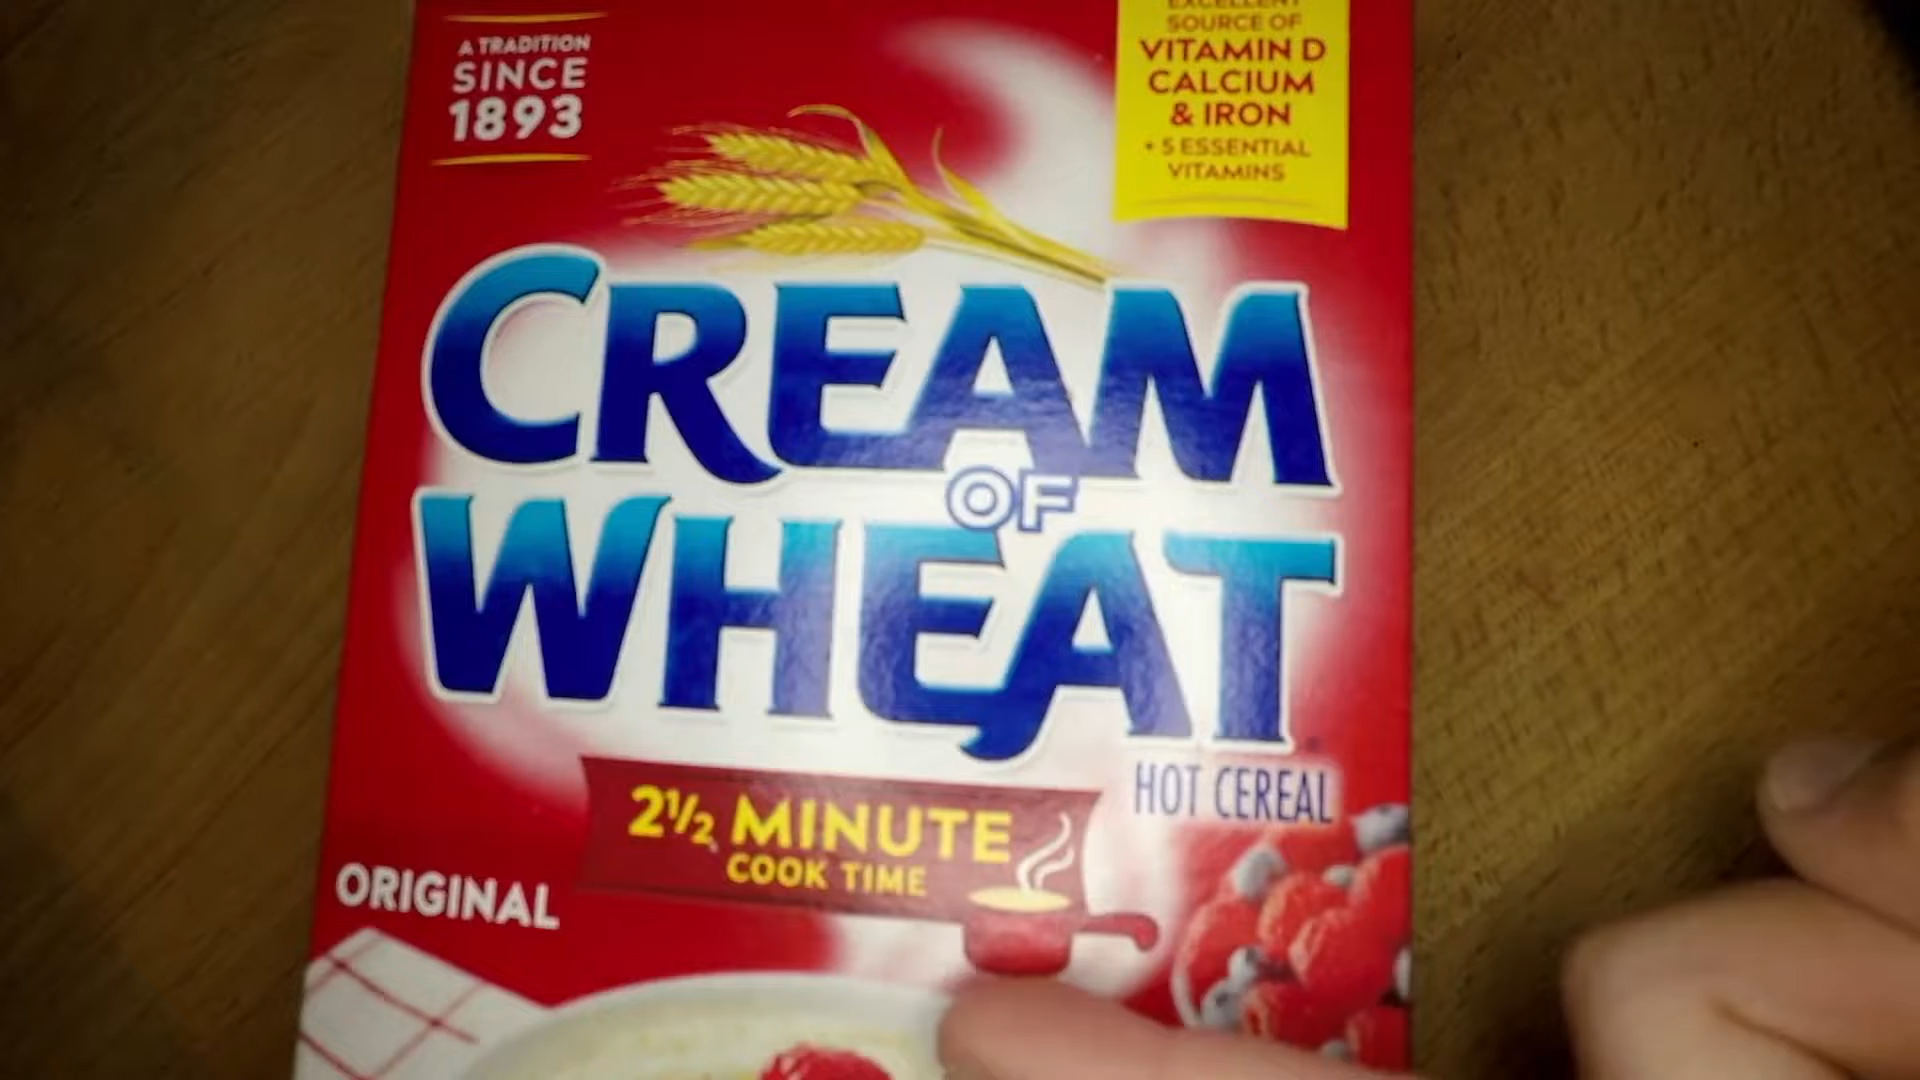 A TRADITION
SINCE
1893
EXCELLENT
SOURCE OF
VITAMIN D
CALCIUM
& IRON
+ 5 ESSENTIAL
VITAMINS
CREAM
OF
WHEAT
HOT CEREAL
2½ MINUTE
COOK TIME
ORIGINAL